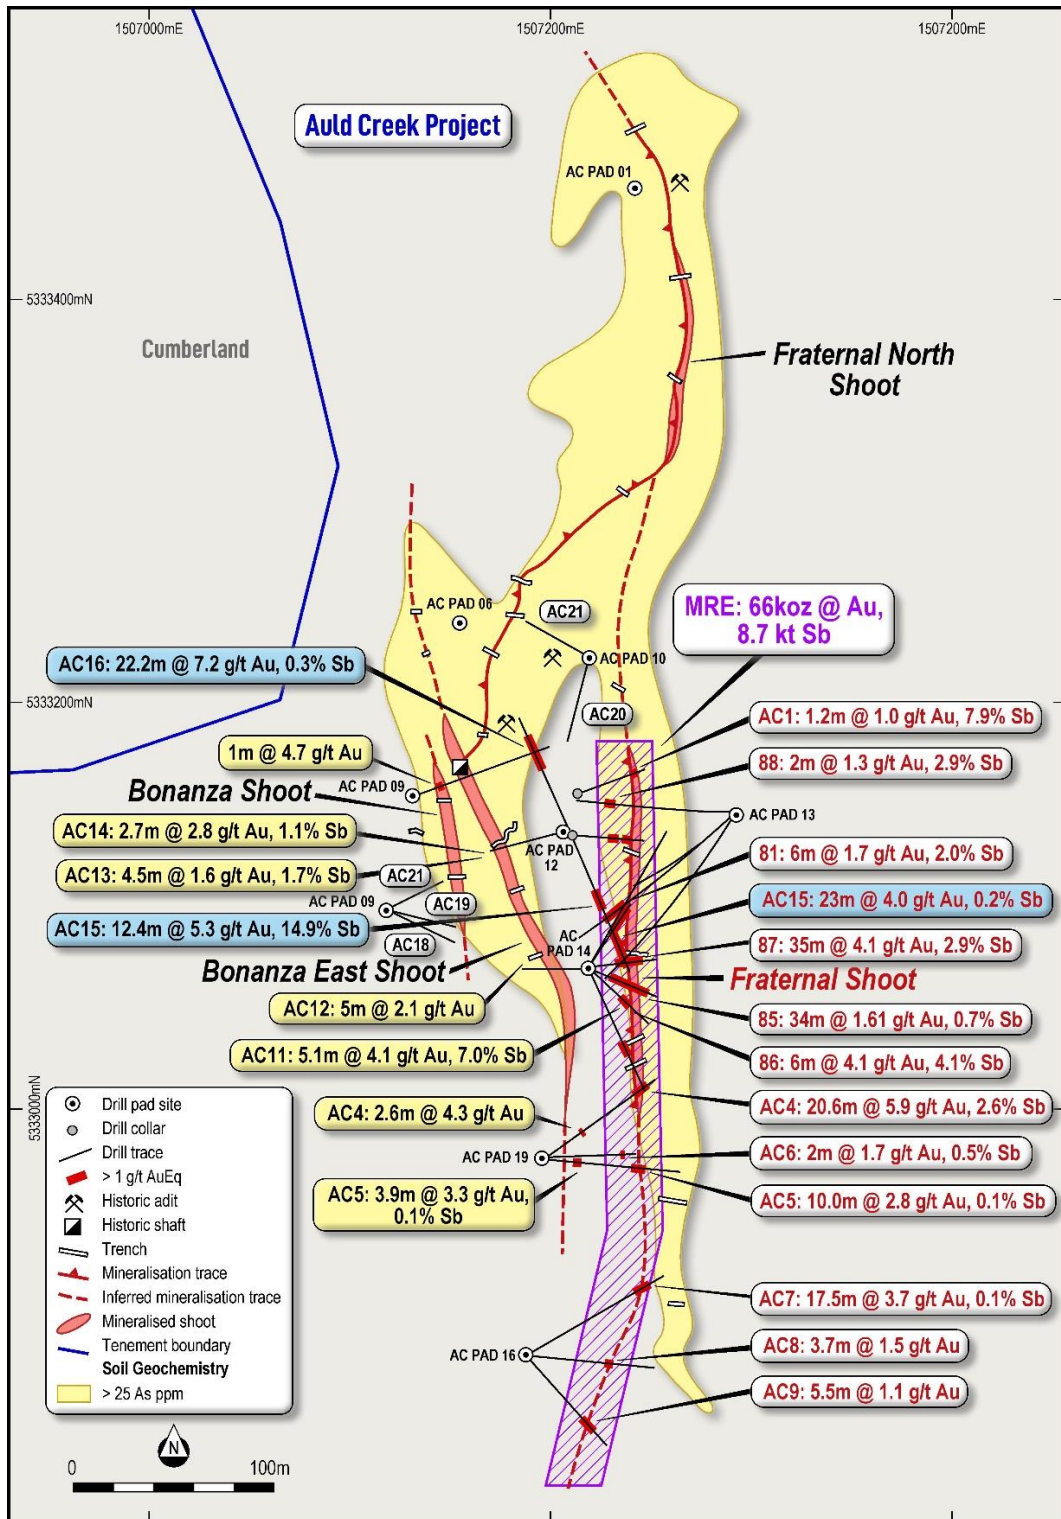 1507000mE
1507200mE
1507200mE
Auld Creek Project
AC PAD 01
5333400mN
Cumberland
Fraternal North
Shoot
AC PAD 06
AC21
MRE: 66koz @ Au,
8.7 kt Sb
AC16: 22.2m @ 7.2 g/t Au, 0.3% Sb
AC PAD 10
5333200mN
AC20
AC1: 1.2m @ 1.0 g/t Au, 7.9% Sb
1m @ 4.7 g/t Au
88: 2m @ 1.3 g/t Au, 2.9% Sb
AC PAD 09
Bonanza Shoot
AC PAD 13
AC14: 2.7m @ 2.8 g/t Au, 1.1% Sb
AC PAD
12
81: 6m @ 1.7 g/t Au, 2.0% Sb
AC13: 4.5m @ 1.6 g/t Au, 1.7% Sb
AC21
AC PAD 09
AC19
AC15: 23m @ 4.0 g/t Au, 0.2% Sb
AC15: 12.4m @ 5.3 g/t Au, 14.9% Sb
AC18
AC
PAD 14
87: 35m @ 4.1 g/t Au, 2.9% Sb
Bonanza East Shoot
Fraternal Shoot
AC12: 5m @ 2.1 g/t Au
85: 34m @ 1.61 g/t Au, 0.7% Sb
AC11: 5.1m @ 4.1 g/t Au, 7.0% Sb
86: 6m @ 4.1 g/t Au, 4.1% Sb
5333000mN
AC4: 2.6m @ 4.3 g/t Au
AC4: 20.6m @ 5.9 g/t Au, 2.6% Sb
AC PAD 19
AC6: 2m @ 1.7 g/t Au, 0.5% Sb
AC5: 3.9m @ 3.3 g/t Au,
0.1% Sb
AC5: 10.0m @ 2.8 g/t Au, 0.1% Sb
AC7: 17.5m @ 3.7 g/t Au, 0.1% Sb
AC PAD 16
AC8: 3.7m @ 1.5 g/t Au
AC9: 5.5m @ 1.1 g/t Au
Drill pad site
Drill collar
Drill trace
> 1 g/t AuEq
Historic adit
Historic shaft
Trench
Mineralisation trace
Inferred mineralisation trace
Mineralised shoot
Tenement boundary
Soil Geochemistry
> 25 As ppm
N
0
100m